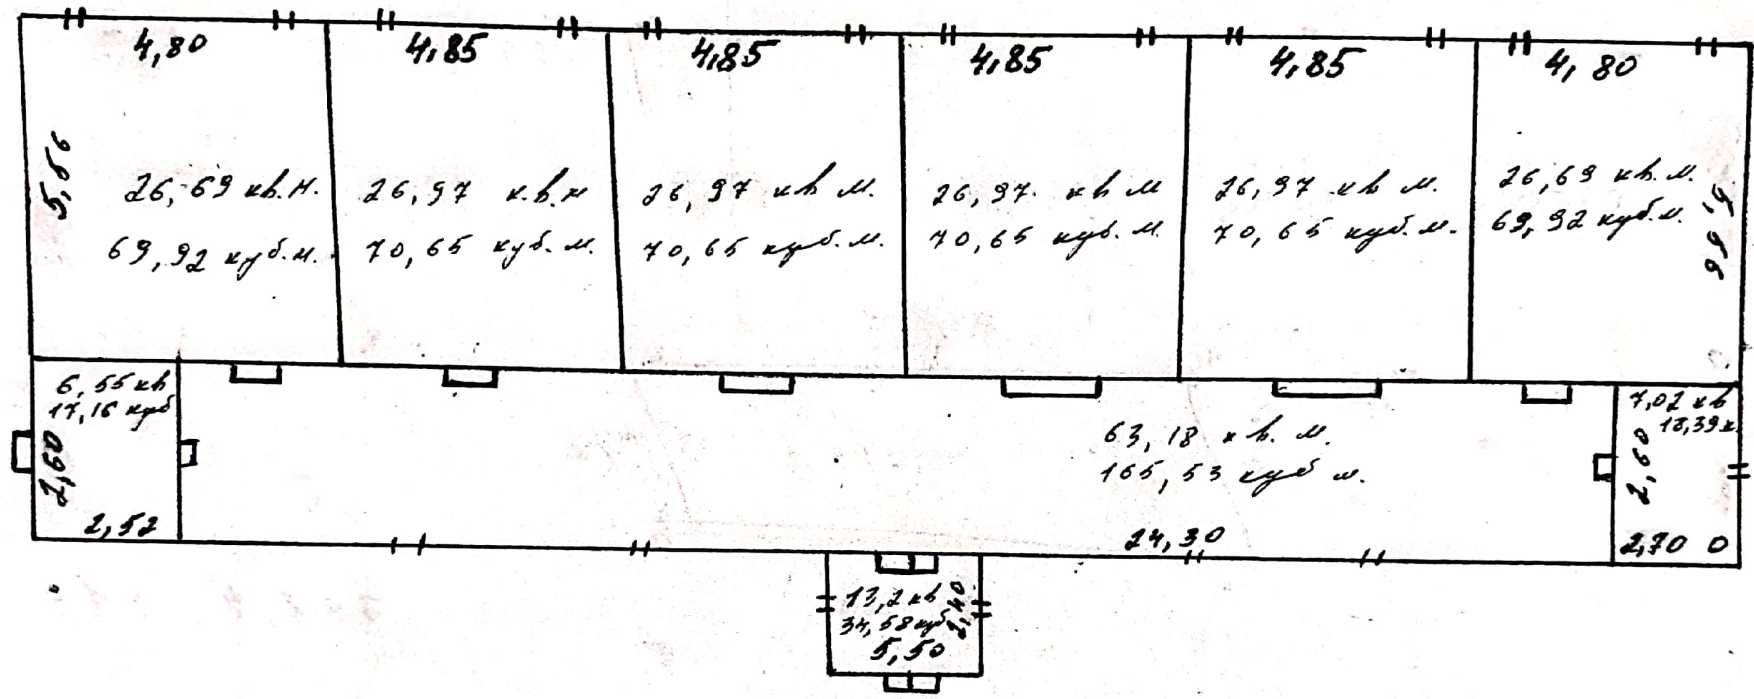 4,80
4,85
4,85
4,85
4,85
4,80
5,56
26,69 кв.м.
69,92 куб.м.
26,97 к.в.м
70,65 куб.м.
26,97 кв м.
70,65 куб.м.
26,97. кв м
70,65 куб.м.
26,97 кв м.
70,65 куб.м.
26,69 кв.м.
69,92 куб.м.
5,56
6,55 кв
17,16 куб
2,60
2,52
63,18 кв.м.
165,53 куб м.
24,30
7,02 кв
18,39 к.
2,60
2,70 0
13,2 кв
34,58 куб
2,40
5,50